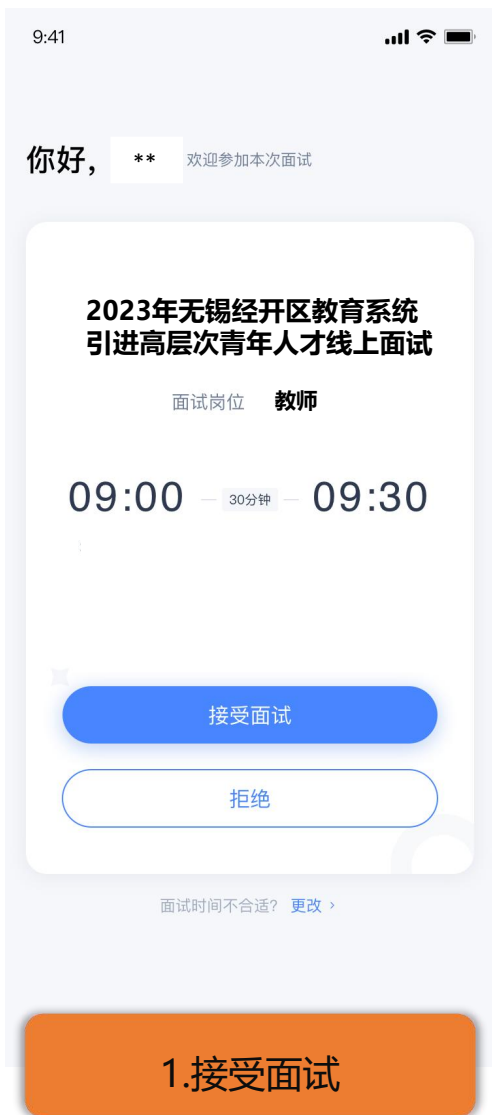 9:41
你好， ** 欢迎参加本次面试
2023年无锡经开区教育系统
引进高层次青年人才线上面试
面试岗位 教师
09:00 — 30分钟 — 09:30
接受面试
拒绝
面试时间不合适? 更改 ›
1.接受面试